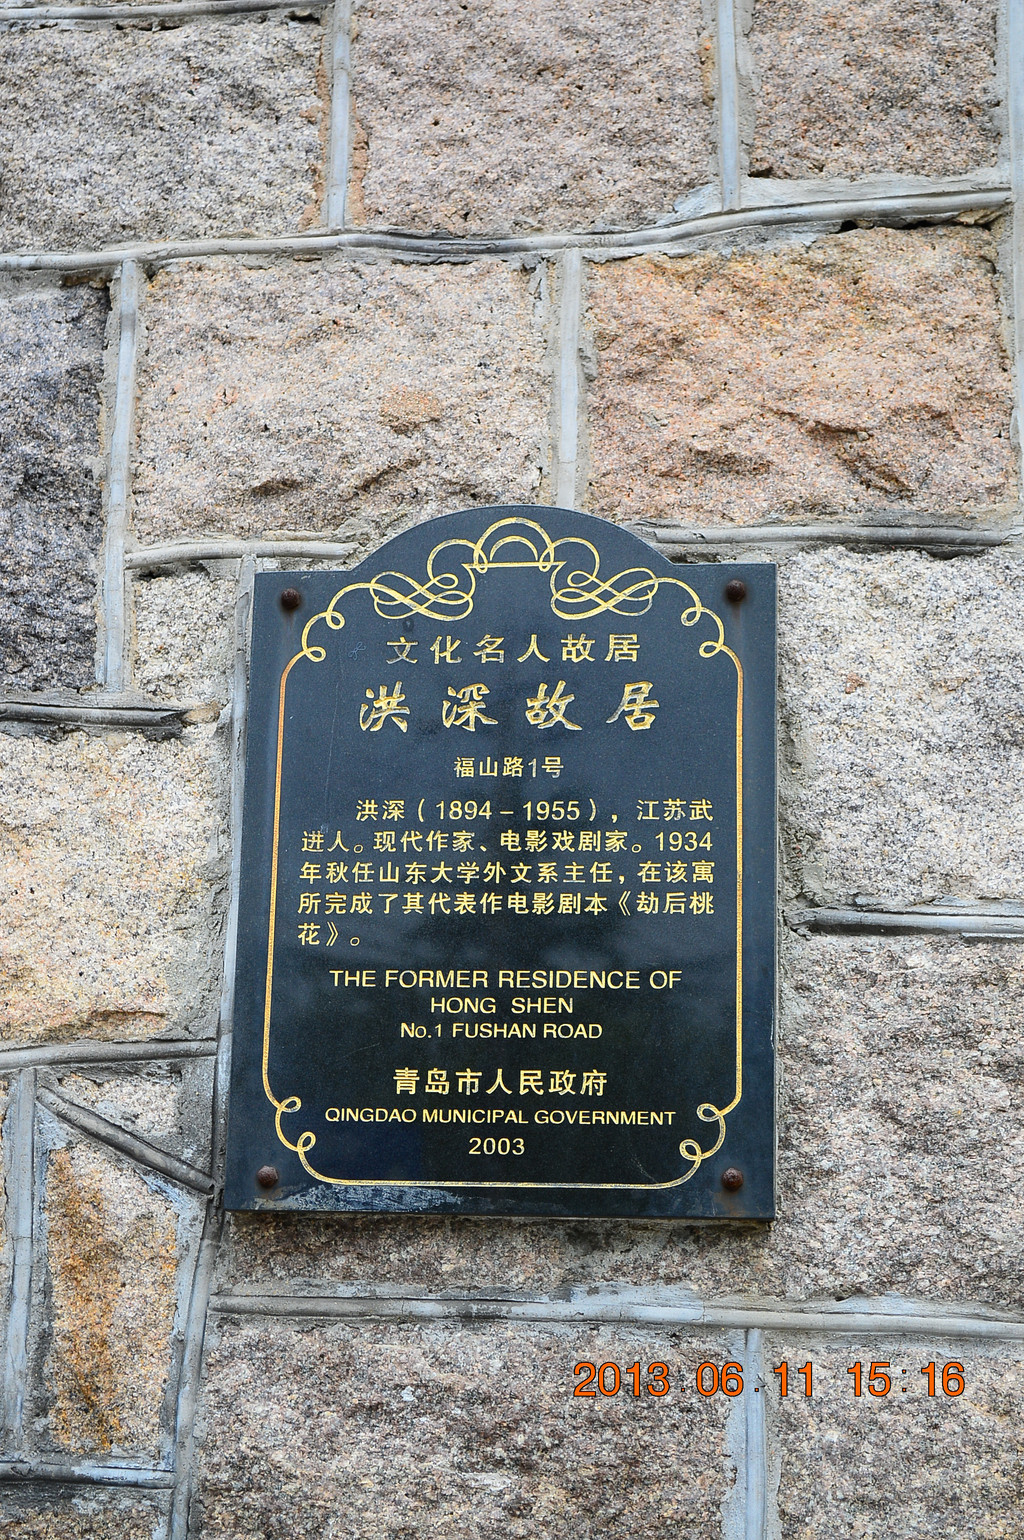 文化名人故居
洪深故居
福山路1号
洪深（1894－1955），江苏武
进人。现代作家、电影戏剧家。1934
年秋任山东大学外文系主任，在该寓
所完成了其代表作电影剧本《劫后桃
花》。
THE FORMER RESIDENCE OF
HONG SHEN
No.1 FUSHAN ROAD
青岛市人民政府
QINGDAO MUNICIPAL GOVERNMENT
2003
2013.06.11 15:16